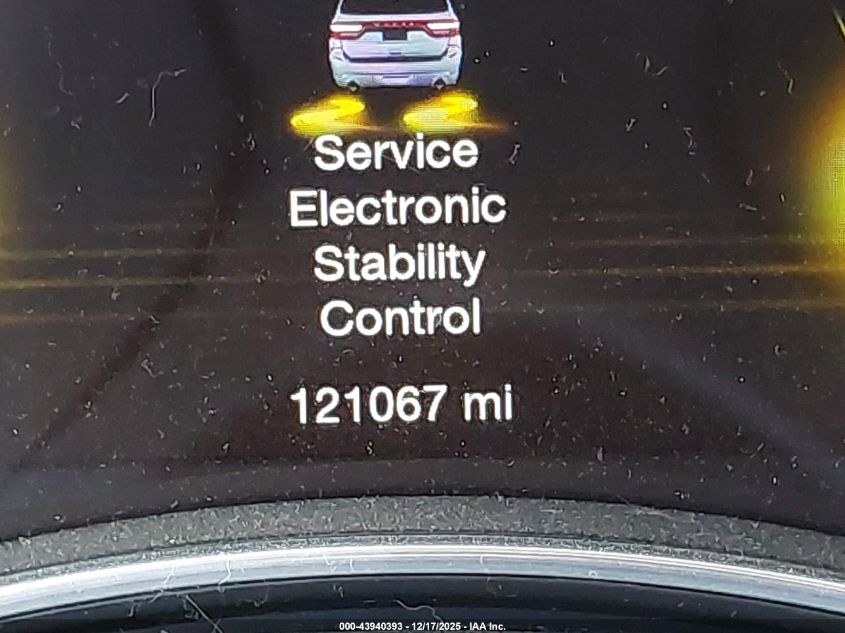 Service
Electronic
Stability
Control
121067 mi
000-43940393 - 12/17/2025 - IAA Inc.